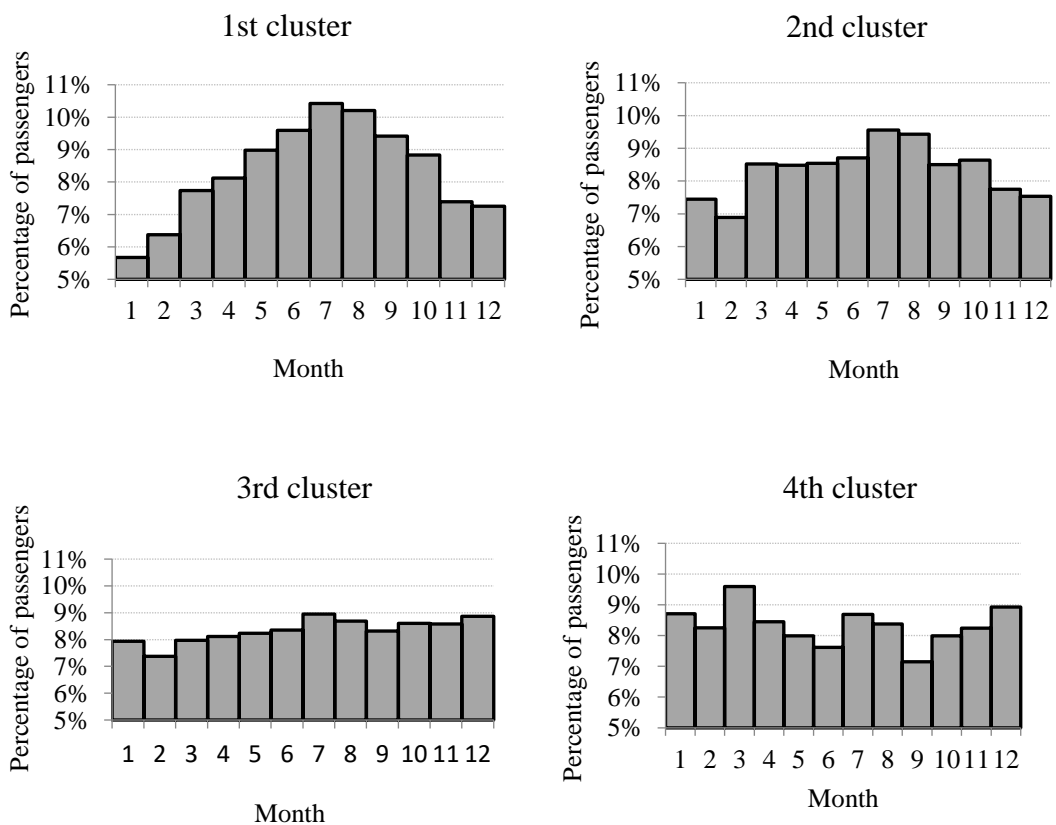 1st cluster
Percentage of passengers
11%
10%
9%
8%
7%
6%
5%
1 2 3 4 5 6 7 8 9 10 11 12
Month
2nd cluster
Percentage of passengers
11%
10%
9%
8%
7%
6%
5%
1 2 3 4 5 6 7 8 9 10 11 12
Month
3rd cluster
Percentage of passengers
11%
10%
9%
8%
7%
6%
5%
1 2 3 4 5 6 7 8 9 10 11 12
Month
4th cluster
Percentage of passengers
11%
10%
9%
8%
7%
6%
5%
1 2 3 4 5 6 7 8 9 10 11 12
Month